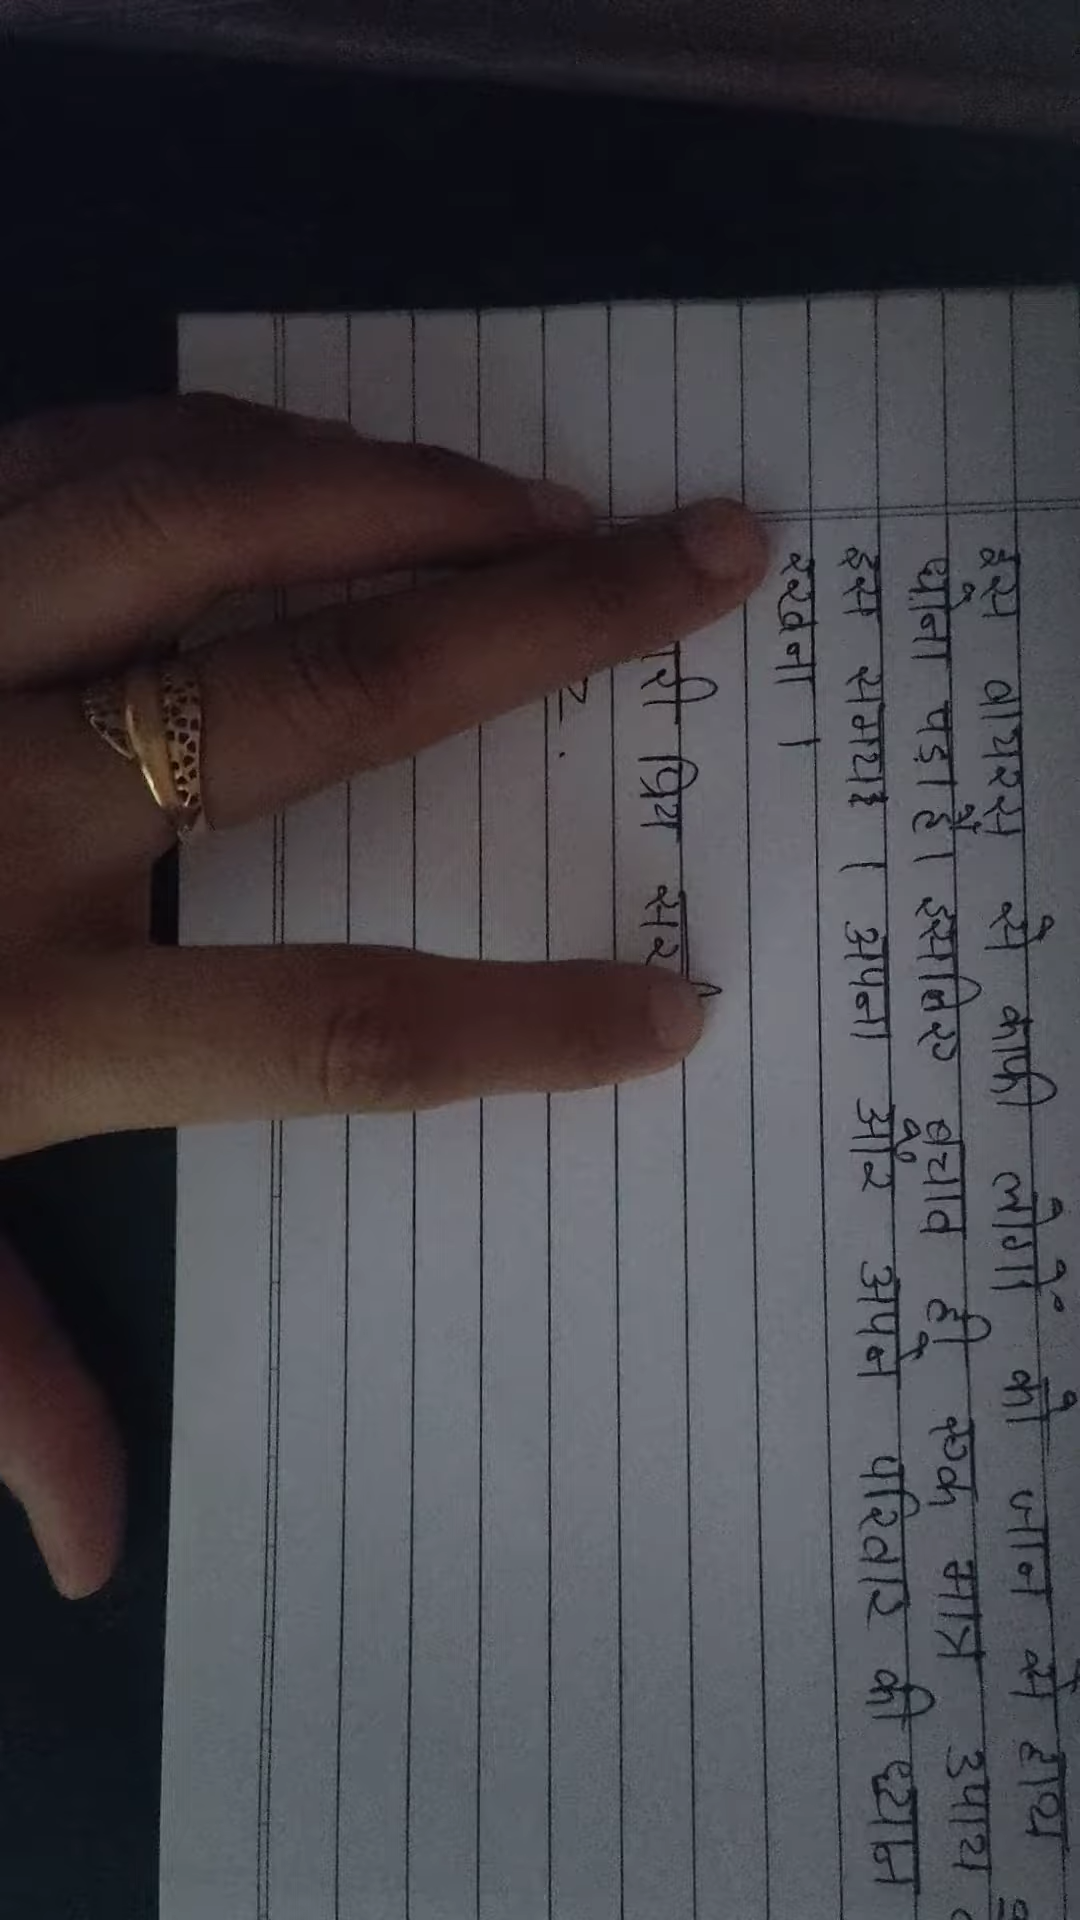 इस वायरस से काफी लोगों को जान से हाथ
धोना पड़ा हैं। इसलिए बचाव ही एक मात्र उपाय
इस समय है । अपना और अपने परिवार की ध्यान
रखना ।
री प्रिय